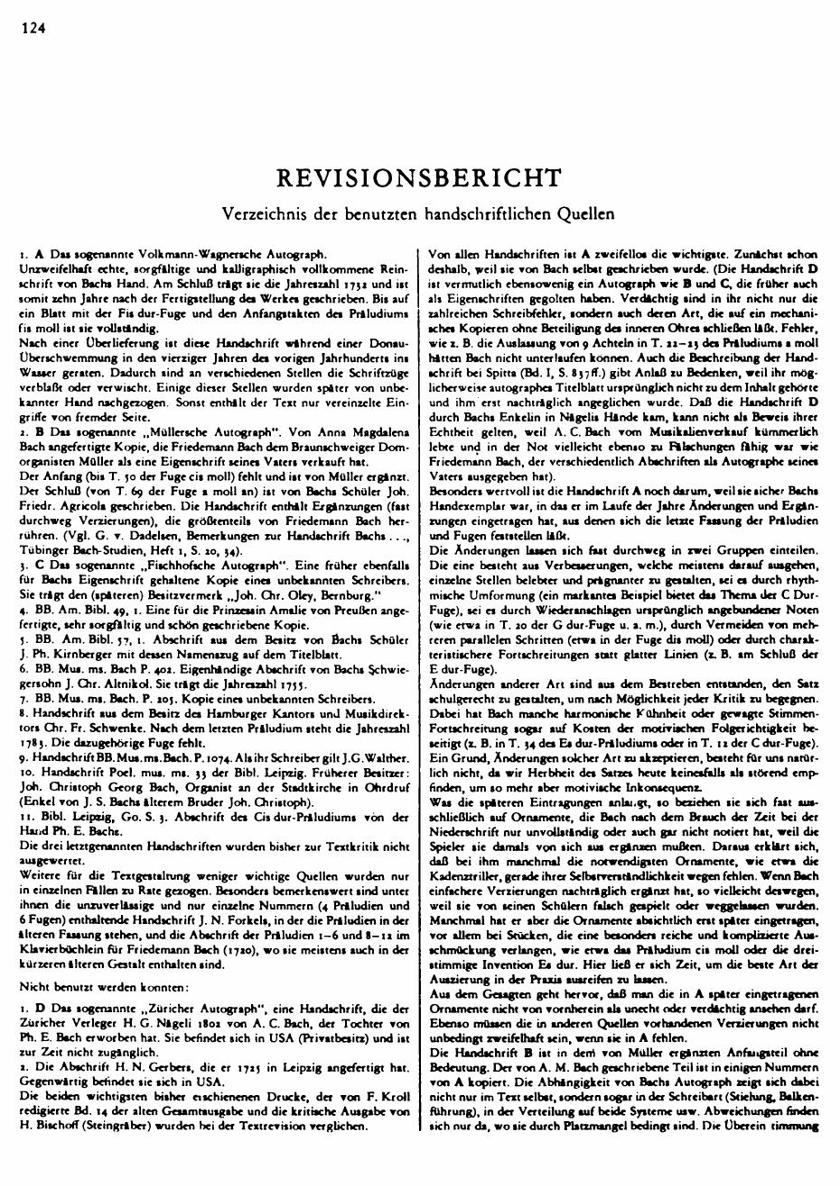 124
REVISIONSBERICHT
Verzeichnis der benutzten handschriftlichen Quellen
1. A Das sogenannte Volkmann-Wagnersche Autograph.
Unzweifelhaft echte, sorgfältige und kalligraphisch vollkommene Rein-
schrift von Bachs Hand. Am Schluß trägt sie die Jahreszahl 1732 und ist
somit zehn Jahre nach der Fertigstellung des Werkes geschrieben. Bis auf
ein Blatt mit der Fis dur-Fuge und den Anfangstakten des Präludiums
fis moll ist sie vollständig.
Nach einer Überlieferung ist diese Handschrift während einer Donau-
Überschwemmung in den vierziger Jahren des vorigen Jahrhunderts ins
Wasser geraten. Dadurch sind an verschiedenen Stellen die Schriftzüge
verblaßt oder verwischt. Einige dieser Stellen wurden später von unbe-
kannter Hand nachgezogen. Sonst enthält der Text nur vereinzelte Ein-
griffe von fremder Seite.
2. B Das sogenannte „Müllersche Autograph". Von Anna Magdalena
Bach angefertigte Kopie, die Friedemann Bach dem Braunschweiger Dom-
organisten Müller als eine Eigenschrift seines Vaters verkauft hat.
Der Anfang (bis T. 50 der Fuge cis moll) fehlt und ist von Müller ergänzt.
Der Schluß (von T. 69 der Fuge a moll an) ist von Bachs Schüler Joh.
Friedr. Agricola geschrieben. Die Handschrift enthält Ergänzungen (fast
durchweg Verzierungen), die größtenteils von Friedemann Bach her-
rühren. (Vgl. G. v. Dadelsen, Bemerkungen zur Handschrift Bachs . . .,
Tübinger Bach-Studien, Heft 1, S. 20, 34).
3. C Das sogenannte „Fischhofsche Autograph". Eine früher ebenfalls
für Bachs Eigenschrift gehaltene Kopie eines unbekannten Schreibers.
Sie trägt den (späteren) Besitzvermerk „Joh. Chr. Oley, Bernburg."
4. BB. Am. Bibl. 49, 1. Eine für die Prinzessin Amalie von Preußen ange-
fertigte, sehr sorgfältig und schön geschriebene Kopie.
5. BB. Am. Bibl. 57, 1. Abschrift aus dem Besitz von Bachs Schüler
J. Ph. Kirnberger mit dessen Namenszug auf dem Titelblatt.
6. BB. Mus. ms. Bach P. 402. Eigenhändige Abschrift von Bachs Schwie-
gersohn J. Chr. Altnikol. Sie trägt die Jahreszahl 1755.
7. BB. Mus. ms. Bach. P. 205. Kopie eines unbekannten Schreibers.
8. Handschrift aus dem Besitz des Hamburger Kantors und Musikdirek-
tors Chr. Fr. Schwenke. Nach dem letzten Präludium steht die Jahreszahl
1783. Die dazugehörige Fuge fehlt.
9. Handschrift BB. Mus. ms. Bach. P. 1074. Als ihr Schreiber gilt J.G. Walther.
10. Handschrift Poel. mus. ms. 33 der Bibl. Leipzig. Früherer Besitzer:
Joh. Christoph Georg Bach, Organist an der Stadtkirche in Ohrdruf
(Enkel von J. S. Bachs älterem Bruder Joh. Christoph).
11. Bibl. Leipzig, Go. S. 3. Abschrift des Cis dur-Präludiums von der
Hand Ph. E. Bachs.
Die drei letztgenannten Handschriften wurden bisher zur Textkritik nicht
ausgewertet.
Weitere für die Textgestaltung weniger wichtige Quellen wurden nur
in einzelnen Fällen zu Rate gezogen. Besonders bemerkenswert sind unter
ihnen die unzuverlässige und nur einzelne Nummern (4 Präludien und
6 Fugen) enthaltende Handschrift J. N. Forkels, in der die Präludien in der
älteren Fassung stehen, und die Abschrift der Präludien 1–6 und 8–12 im
Klavierbüchlein für Friedemann Bach (1720), wo sie meistens auch in der
kürzeren älteren Gestalt enthalten sind.
Nicht benutzt werden konnten:
1. D Das sogenannte „Züricher Autograph", eine Handschrift, die der
Züricher Verleger H. G. Nägeli 1802 von A. C. Bach, der Tochter von
Ph. E. Bach erworben hat. Sie befindet sich in USA (Privatbesitz) und ist
zur Zeit nicht zugänglich.
2. Die Abschrift H. N. Gerbers, die er 1725 in Leipzig angefertigt hat.
Gegenwärtig befindet sie sich in USA.
Die beiden wichtigsten bisher erschienenen Drucke, der von F. Kroll
redigierte Bd. 14 der alten Gesamtausgabe und die kritische Ausgabe von
H. Bischoff (Steingräber) wurden bei der Textrevision verglichen.
Von allen Handschriften ist A zweifellos die wichtigste. Zunächst schon
deshalb, weil sie von Bach selbst geschrieben wurde. (Die Handschrift D
ist vermutlich ebensowenig ein Autograph wie B und C, die früher auch
als Eigenschriften gegolten haben. Verdächtig sind in ihr nicht nur die
zahlreichen Schreibfehler, sondern auch deren Art, die auf ein mechani-
sches Kopieren ohne Beteiligung des inneren Ohres schließen läßt. Fehler,
wie z. B. die Auslassung von 9 Achteln in T. 22–23 des Präludiums a moll
hätten Bach nicht unterlaufen können. Auch die Beschreibung der Hand-
schrift bei Spitta (Bd. I, S. 837 ff.) gibt Anlaß zu Bedenken, weil ihr mög-
licherweise autographes Titelblatt ursprünglich nicht zu dem Inhalt gehörte
und ihm erst nachträglich angeglichen wurde. Daß die Handschrift D
durch Bachs Enkelin in Nägelis Hände kam, kann nicht als Beweis ihrer
Echtheit gelten, weil A. C. Bach vom Musikalienverkauf kümmerlich
lebte und in der Not vielleicht ebenso zu Fälschungen fähig war wie
Friedemann Bach, der verschiedentlich Abschriften als Autographe seines
Vaters ausgegeben hat).
Besonders wertvoll ist die Handschrift A noch darum, weil sie sicher Bachs
Handexemplar war, in das er im Laufe der Jahre Änderungen und Ergän-
zungen eingetragen hat, aus denen sich die letzte Fassung der Präludien
und Fugen feststellen läßt.
Die Änderungen lassen sich fast durchweg in zwei Gruppen einteilen.
Die eine besteht aus Verbesserungen, welche meistens darauf ausgehen,
einzelne Stellen belebter und prägnanter zu gestalten, sei es durch rhyth-
mische Umformung (ein markantes Beispiel bietet das Thema der C Dur-
Fuge), sei es durch Wiederanschlagen ursprünglich angebundener Noten
(wie etwa in T. 20 der G dur-Fuge u. a. m.), durch Vermeiden von meh-
reren parallelen Schritten (etwa in der Fuge dis moll) oder durch charak-
teristischere Fortschreitungen statt glatter Linien (z. B. am Schluß der
E dur-Fuge).
Änderungen anderer Art sind aus dem Bestreben entstanden, den Satz
schulgerecht zu gestalten, um nach Möglichkeit jeder Kritik zu begegnen.
Dabei hat Bach manche harmonische Kühnheit oder gewagte Stimmen-
Fortschreitung sogar auf Kosten der motivischen Folgerichtigkeit be-
seitigt (z. B. in T. 34 des Es dur-Präludiums oder in T. 12 der C dur-Fuge).
Ein Grund, Änderungen solcher Art zu akzeptieren, besteht für uns natür-
lich nicht, da wir Herbheit des Satzes heute keinesfalls als störend emp-
finden, um so mehr aber motivische Inkonsequenz.
Was die späteren Eintragungen anlangt, so beziehen sie sich fast aus-
schließlich auf Ornamente, die Bach nach dem Brauch der Zeit bei der
Niederschrift nur unvollständig oder auch gar nicht notiert hat, weil die
Spieler sie damals von sich aus ergänzen mußten. Daraus erklärt sich,
daß bei ihm manchmal die notwendigsten Ornamente, wie etwa die
Kadenztriller, gerade ihrer Selbstverständlichkeit wegen fehlen. Wenn Bach
einfachere Verzierungen nachträglich ergänzt hat, so vielleicht deswegen,
weil sie von seinen Schülern falsch gespielt oder weggelassen wurden.
Manchmal hat er aber die Ornamente absichtlich erst später eingetragen,
vor allem bei Stücken, die eine besonders reiche und komplizierte Aus-
schmückung verlangen, wie etwa das Präludium cis moll oder die drei-
stimmige Invention Es dur. Hier ließ er sich Zeit, um die beste Art der
Auszierung in der Praxis ausreifen zu lassen.
Aus dem Gesagten geht hervor, daß man die in A später eingetragenen
Ornamente nicht von vornherein als unecht oder verdächtig ansehen darf.
Ebenso müssen die in anderen Quellen vorhandenen Verzierungen nicht
unbedingt zweifelhaft sein, wenn sie in A fehlen.
Die Handschrift B ist in dem von Müller ergänzten Anfangsteil ohne
Bedeutung. Der von A. M. Bach geschriebene Teil ist in einigen Nummern
von A kopiert. Die Abhängigkeit von Bachs Autograph zeigt sich dabei
nicht nur im Text selbst, sondern sogar in der Schreibart (Stielung, Balken-
führung), in der Verteilung auf beide Systeme usw. Abweichungen finden
sich nur da, wo sie durch Platzmangel bedingt sind. Die Überein timmung